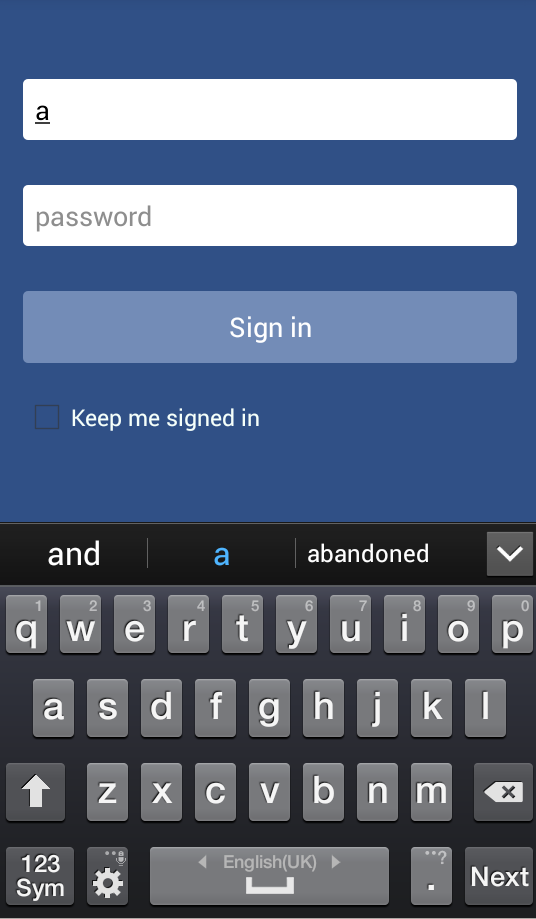 a
password
Sign in
Keep me signed in
and a abandoned
1 2 3 4 5 6 7 8 9 0
q w e r t y u i o p
a s d f g h j k l
z x c v b n m
123 Sym English(UK) ...? . Next